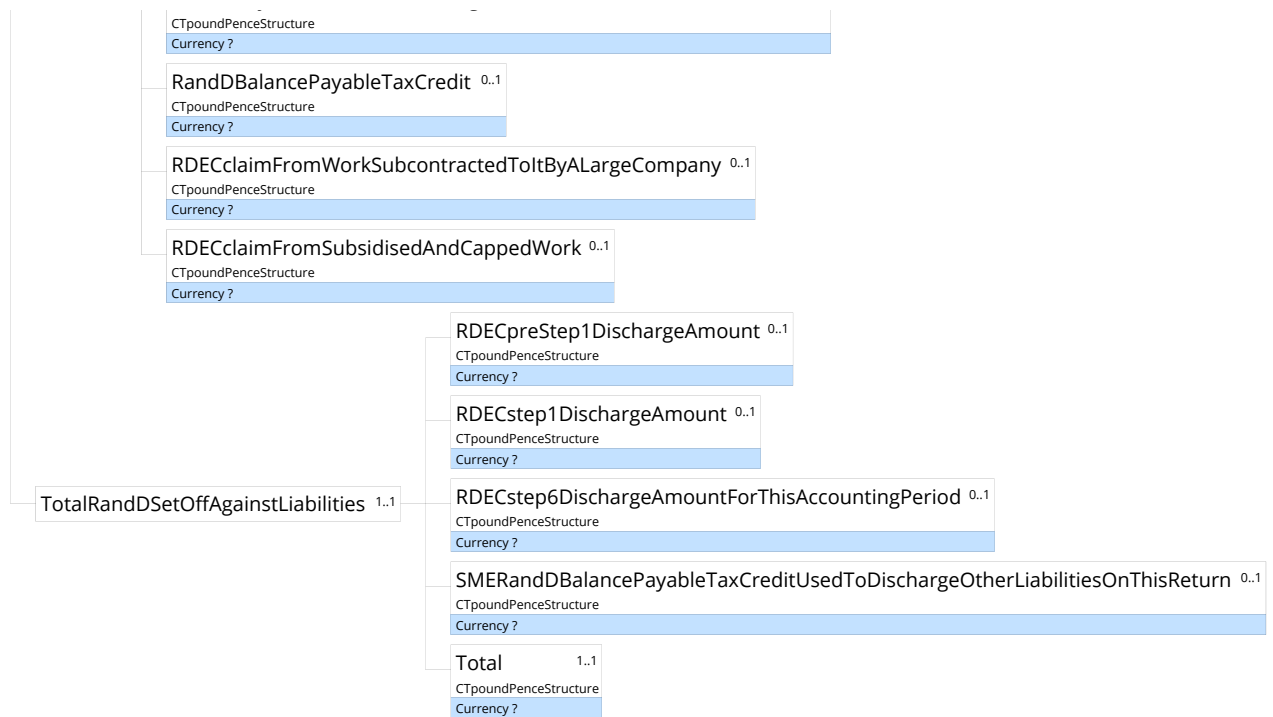 CTpoundPenceStructure
Currency ?
RandDBalancePayableTaxCredit 0..1
CTpoundPenceStructure
Currency ?
RDECclaimFromWorkSubcontractedToItByALargeCompany 0..1
CTpoundPenceStructure
Currency ?
RDECclaimFromSubsidisedAndCappedWork 0..1
CTpoundPenceStructure
Currency ?
RDECpreStep1DischargeAmount 0..1
CTpoundPenceStructure
Currency ?
RDECstep1DischargeAmount 0..1
CTpoundPenceStructure
Currency ?
TotalRandDSetOffAgainstLiabilities 1..1
RDECstep6DischargeAmountForThisAccountingPeriod 0..1
CTpoundPenceStructure
Currency ?
SMERandDBalancePayableTaxCreditUsedToDischargeOtherLiabilitiesOnThisReturn 0..1
CTpoundPenceStructure
Currency ?
Total 1..1
CTpoundPenceStructure
Currency ?